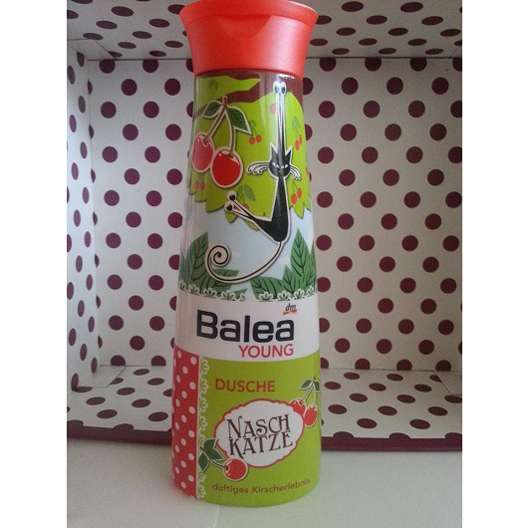 dm
Balea
YOUNG
DUSCHE
NASCH
KATZE
duftiges Kirscherlebnis